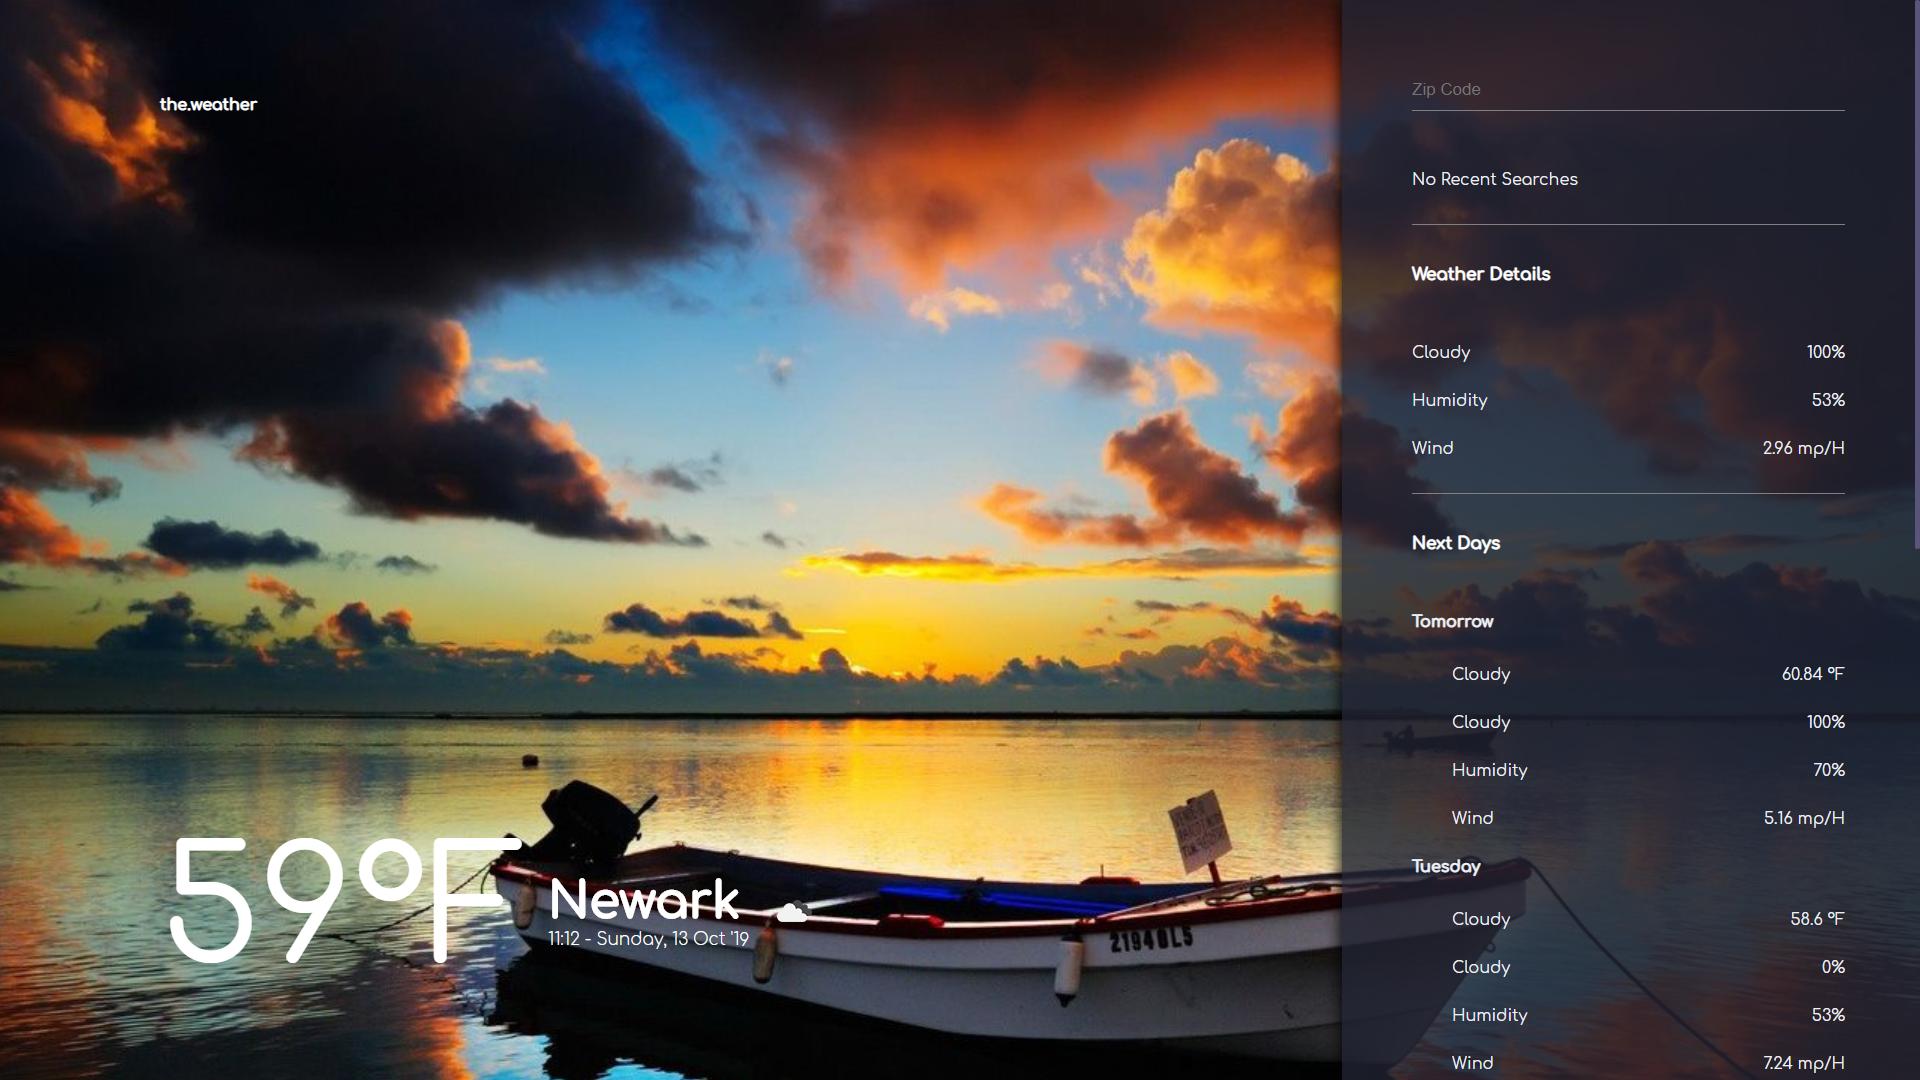 the.weather
59°F
Newark
11:12 - Sunday, 13 Oct '19
21940LS
Zip Code
No Recent Searches
Weather Details
Cloudy 100%
Humidity 53%
Wind 2.96 mp/H
Next Days
Tomorrow
Cloudy 60.84 °F
Cloudy 100%
Humidity 70%
Wind 5.16 mp/H
Tuesday
Cloudy 58.6 °F
Cloudy 0%
Humidity 53%
Wind 7.24 mp/H